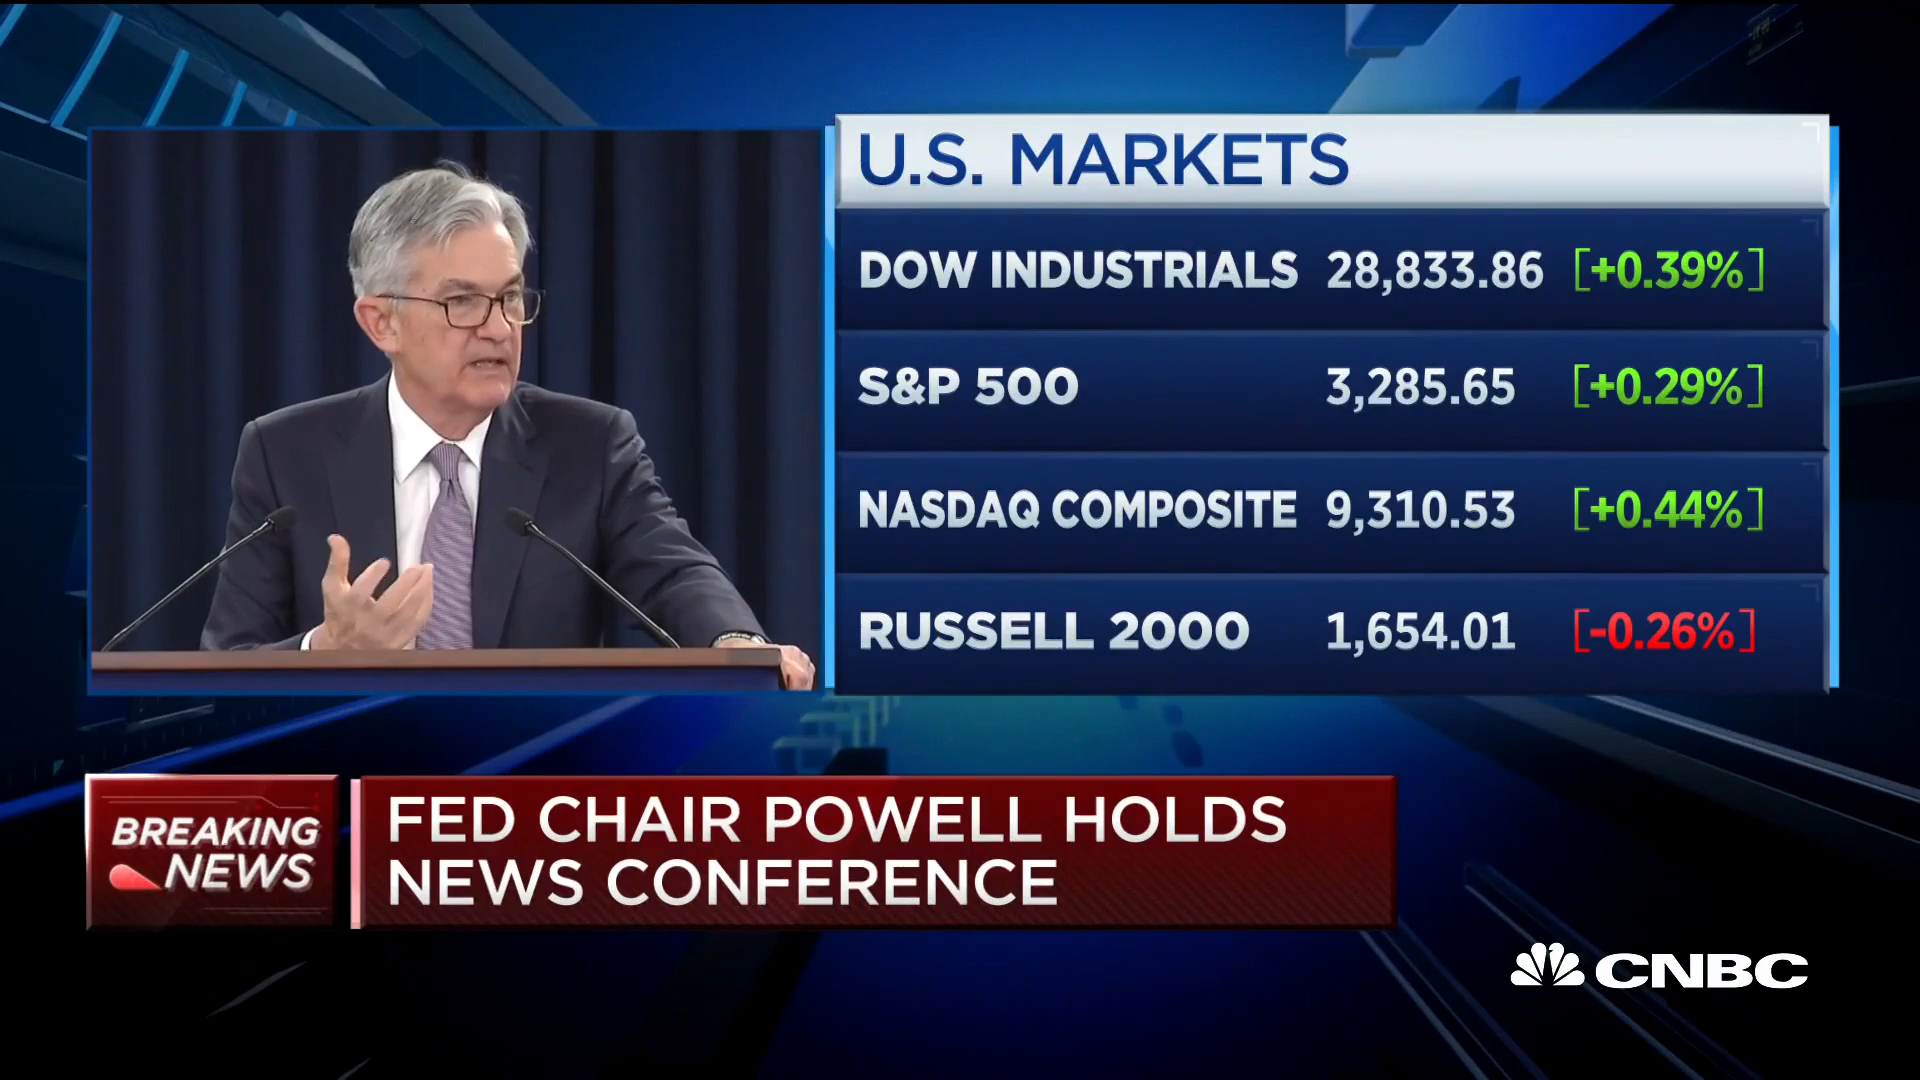 U.S. MARKETS
DOW INDUSTRIALS 28,833.86 [+0.39%]
S&P 500 3,285.65 [+0.29%]
NASDAQ COMPOSITE 9,310.53 [+0.44%]
RUSSELL 2000 1,654.01 [-0.26%]
BREAKING
NEWS
FED CHAIR POWELL HOLDS
NEWS CONFERENCE
CNBC